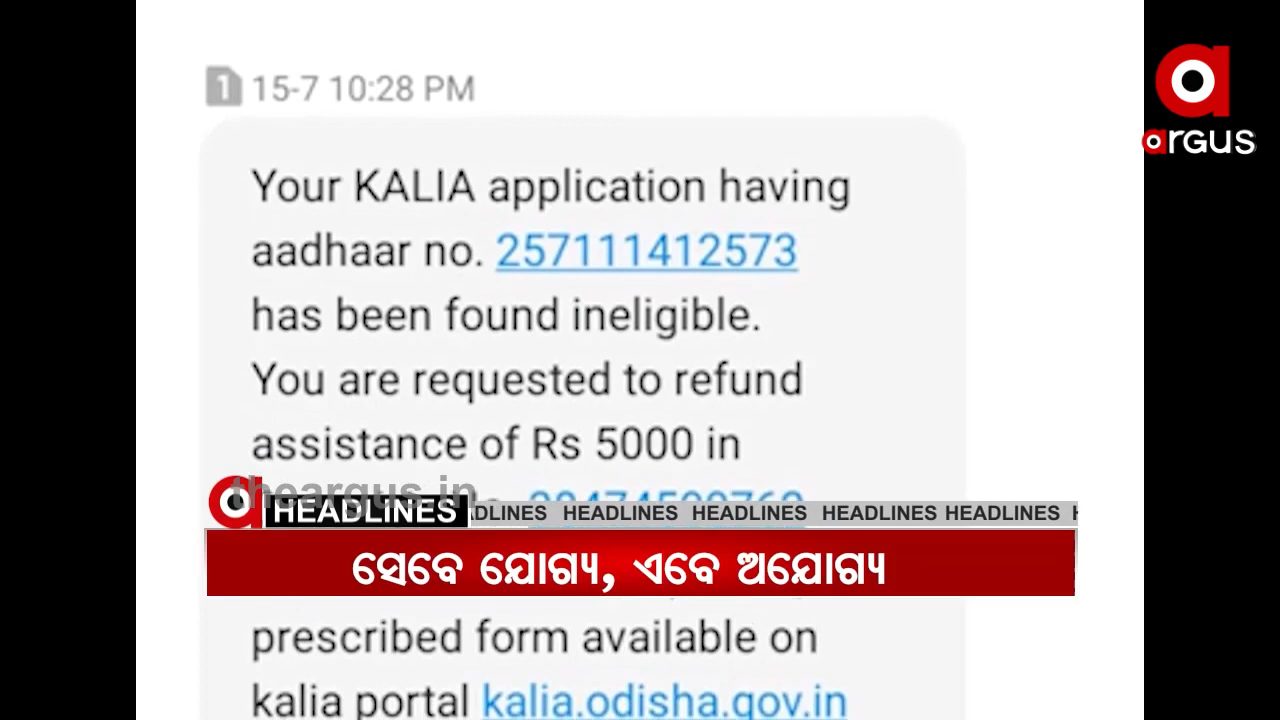 1 15-7 10:28 PM
argus
Your KALIA application having
aadhaar no. 257111412573
has been found ineligible.
You are requested to refund
assistance of Rs 5000 in
theargus.in
HEADLINES DLINES HEADLINES HEADLINES HEADLINES HEADLINES
ସେବେ ଯୋଗ୍ୟ, ଏବେ ଅଯୋଗ୍ୟ
prescribed form available on
kalia portal kalia.odisha.gov.in